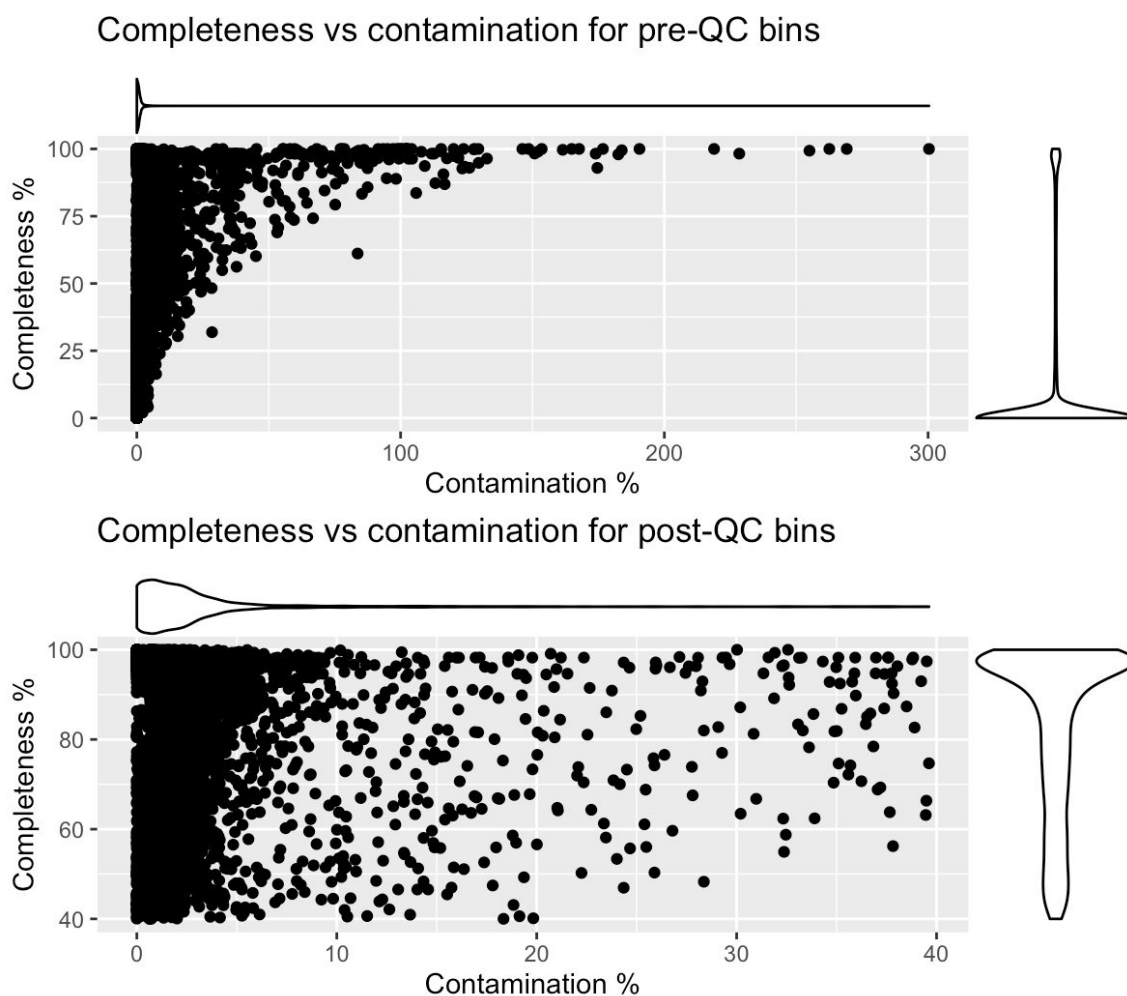 Completeness vs contamination for pre-QC bins
100
75
50
25
0
Completeness %
0 100 200 300
Contamination %
Completeness vs contamination for post-QC bins
100
80
60
40
Completeness %
0 10 20 30 40
Contamination %